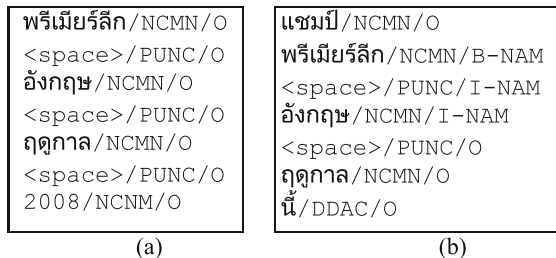 พรีเมียร์ลีก/NCMN/O
<space>/PUNC/O
อังกฤษ/NCMN/O
<space>/PUNC/O
ฤดูกาล/NCMN/O
<space>/PUNC/O
2008/NCNM/O
(a)
แชมป์/NCMN/O
พรีเมียร์ลีก/NCMN/B-NAM
<space>/PUNC/I-NAM
อังกฤษ/NCMN/I-NAM
<space>/PUNC/O
ฤดูกาล/NCMN/O
นี้/DDAC/O
(b)